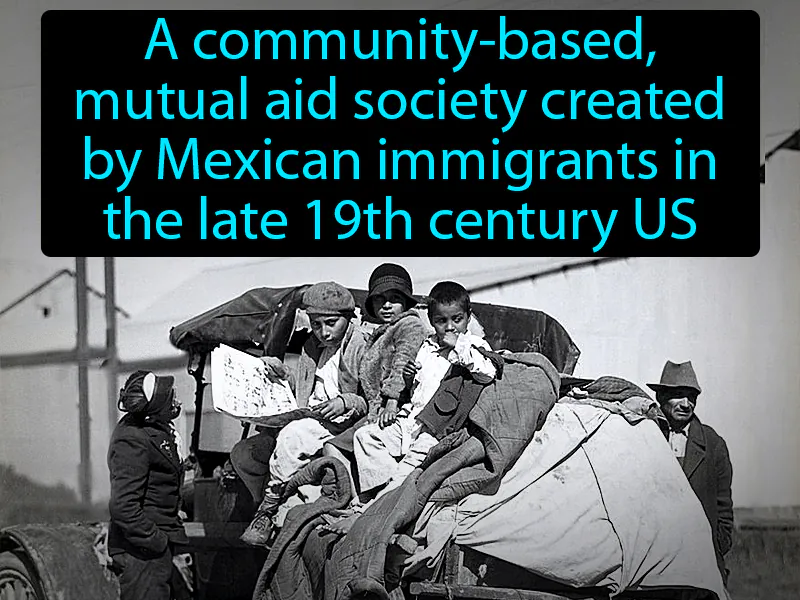 A community-based,
mutual aid society created
by Mexican immigrants in
the late 19th century US